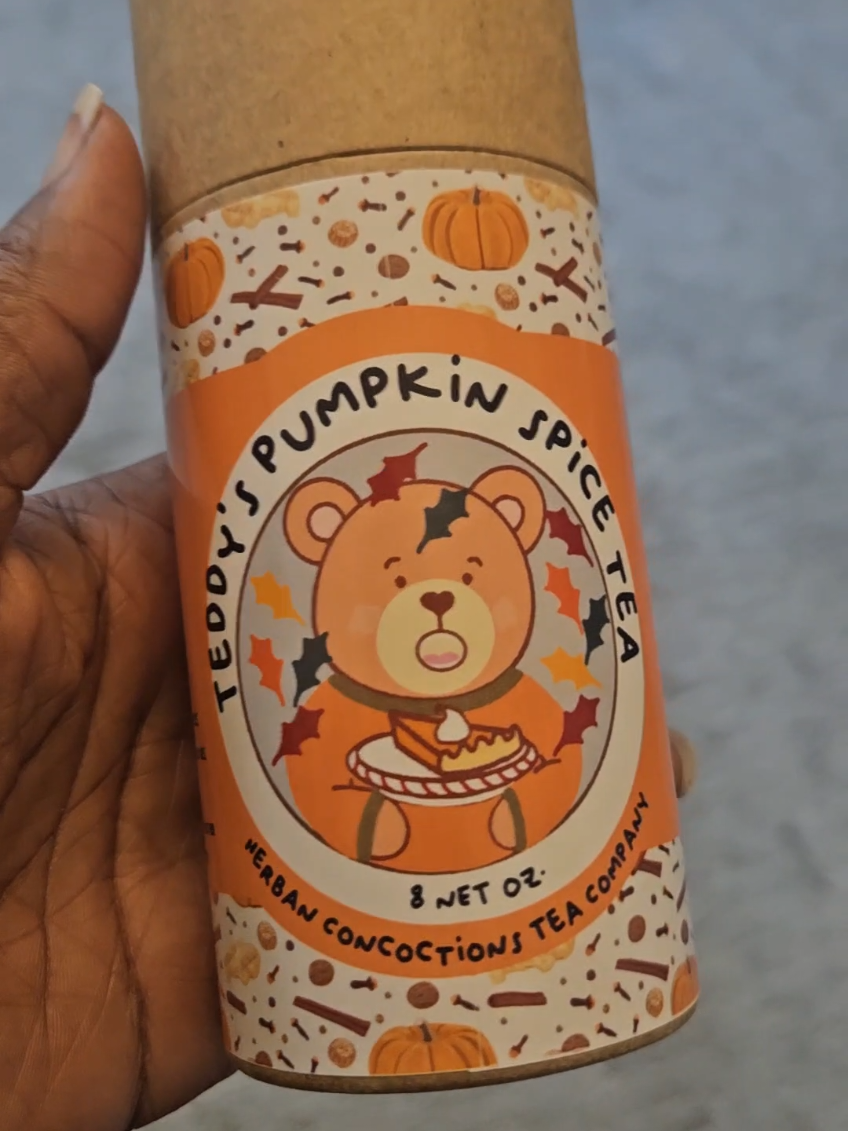 TEDDY'S PUMPKiN SPiCE TEA
8 NET OZ.
HERBAN CONCOCTiONS TEA COMPANY